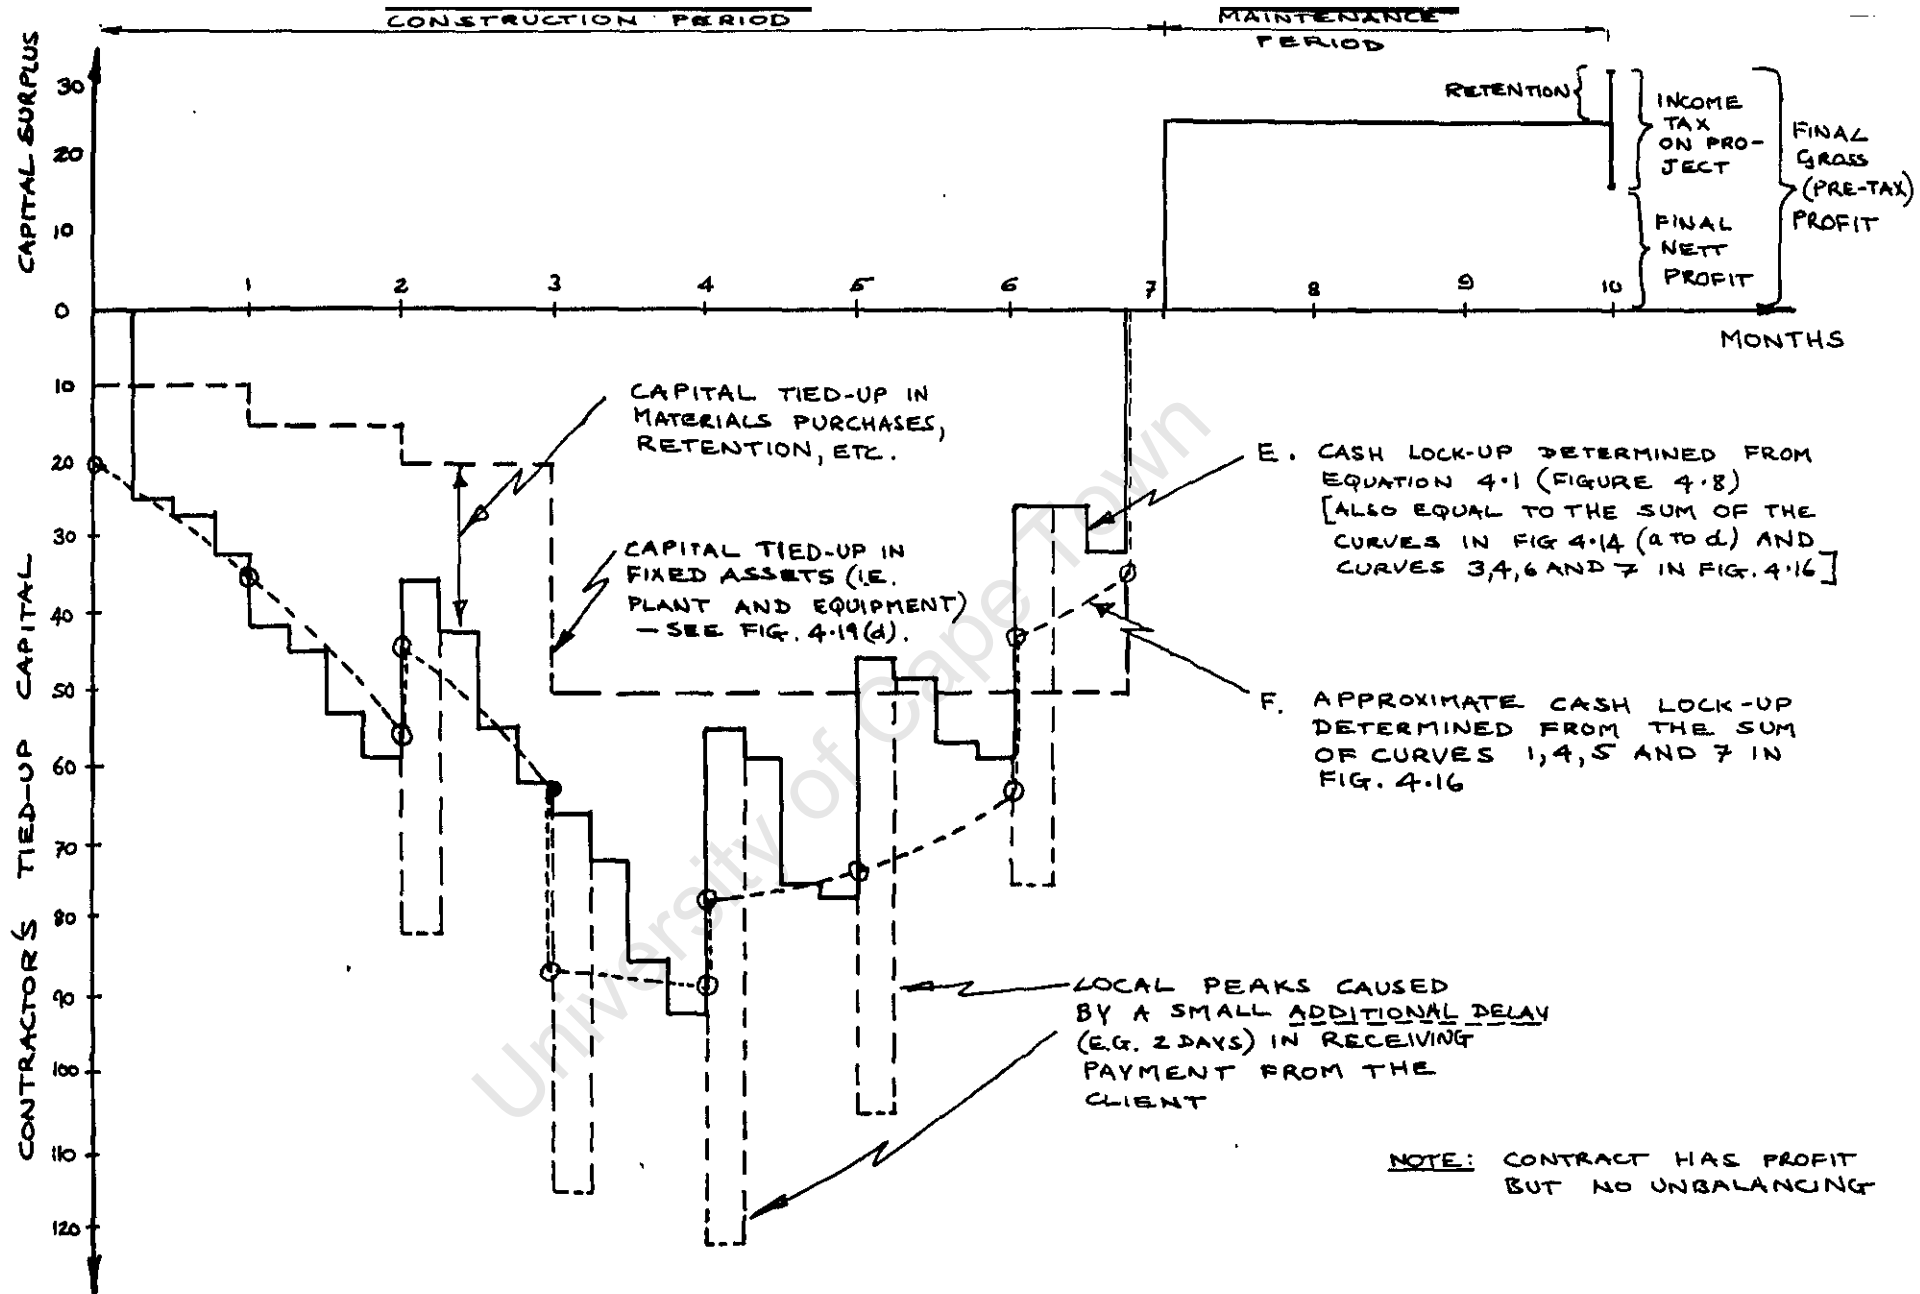 CONSTRUCTION PERIOD
MAINTENANCE
PERIOD
CAPITAL SURPLUS
30
20
10
0
RETENTION
INCOME
TAX
ON PRO-
JECT
FINAL
NETT
PROFIT
FINAL
GROSS
(PRE-TAX)
PROFIT
1
2
3
4
5
6
7
8
9
10
MONTHS
CONTRACTOR'S TIED-UP CAPITAL
10
20
30
40
50
60
70
80
90
100
110
120
CAPITAL TIED-UP IN
MATERIALS PURCHASES,
RETENTION, ETC.
CAPITAL TIED-UP IN
FIXED ASSETS (I.E.
PLANT AND EQUIPMENT)
— SEE FIG. 4.19(d).
E. CASH LOCK-UP DETERMINED FROM
EQUATION 4.1 (FIGURE 4.8)
[ALSO EQUAL TO THE SUM OF THE
CURVES IN FIG 4.14 (a TO d) AND
CURVES 3,4,6 AND 7 IN FIG. 4.16]
F. APPROXIMATE CASH LOCK-UP
DETERMINED FROM THE SUM
OF CURVES 1,4,5 AND 7 IN
FIG. 4.16
LOCAL PEAKS CAUSED
BY A SMALL ADDITIONAL DELAY
(E.G. 2 DAYS) IN RECEIVING
PAYMENT FROM THE
CLIENT
NOTE: CONTRACT HAS PROFIT
BUT NO UNBALANCING
University of Cape Town